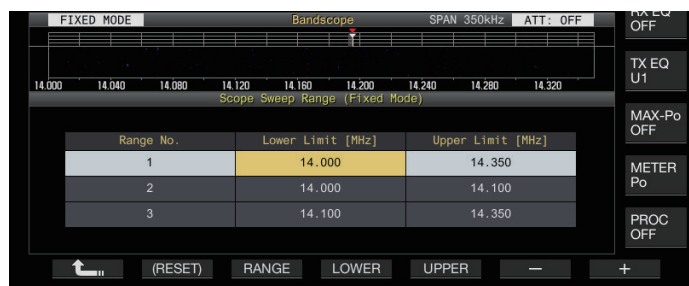 FIXED MODE Bandscope SPAN 350kHz ATT: OFF
RX EQ
OFF
14.000 14.040 14.080 14.120 14.160 14.200 14.240 14.280 14.320
TX EQ
U1
Scope Sweep Range (Fixed Mode)
MAX-Po
OFF
Range No. Lower Limit [MHz] Upper Limit [MHz]
1 14.000 14.350
METER
Po
2 14.000 14.100
3 14.100 14.350
PROC
OFF
(RESET) RANGE LOWER UPPER — +